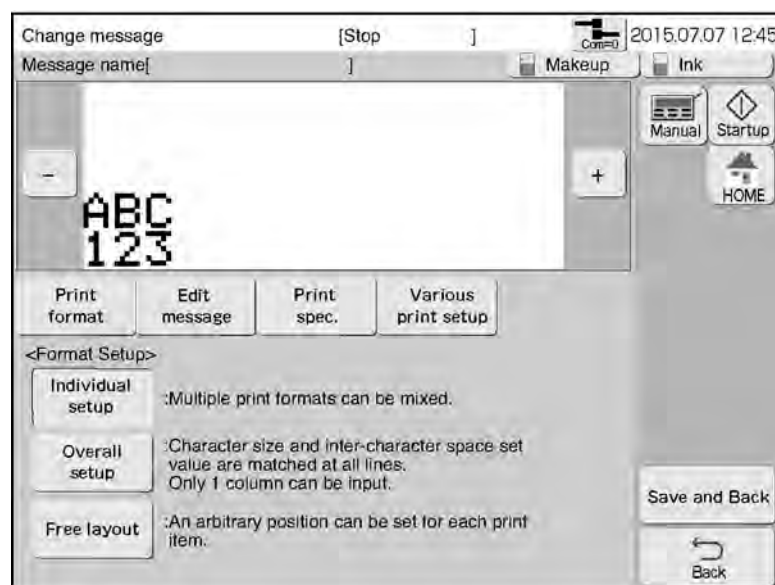 Change message [Stop ] Com=0 2015.07.07 12:45
Message name[ ] Makeup Ink
Manual Startup
HOME
- +
ABC
123
Print format
Edit message
Print spec.
Various print setup
<Format Setup>
Individual setup
:Multiple print formats can be mixed.
Overall setup
:Character size and inter-character space set
value are matched at all lines.
Only 1 column can be input.
Free layout
:An arbitrary position can be set for each print
item.
Save and Back
Back